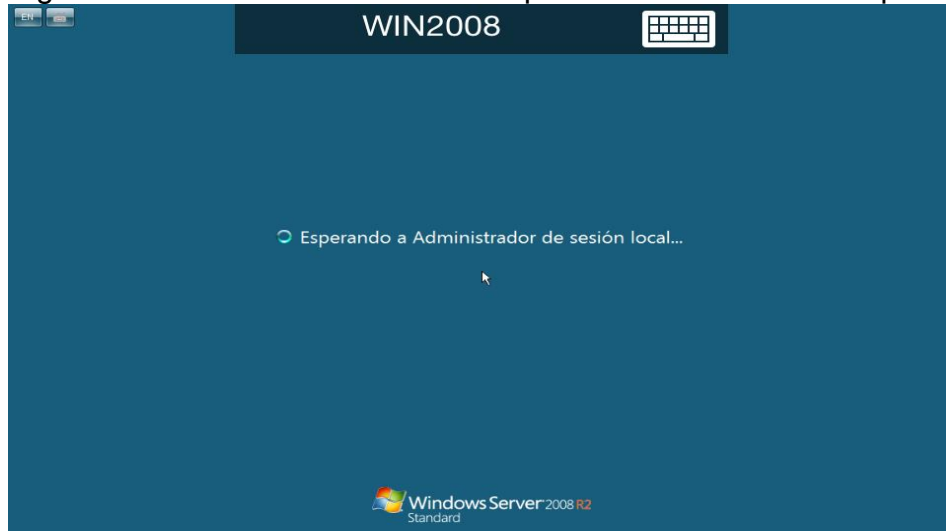 EN
WIN2008
Esperando a Administrador de sesión local...
Windows Server 2008 R2
Standard